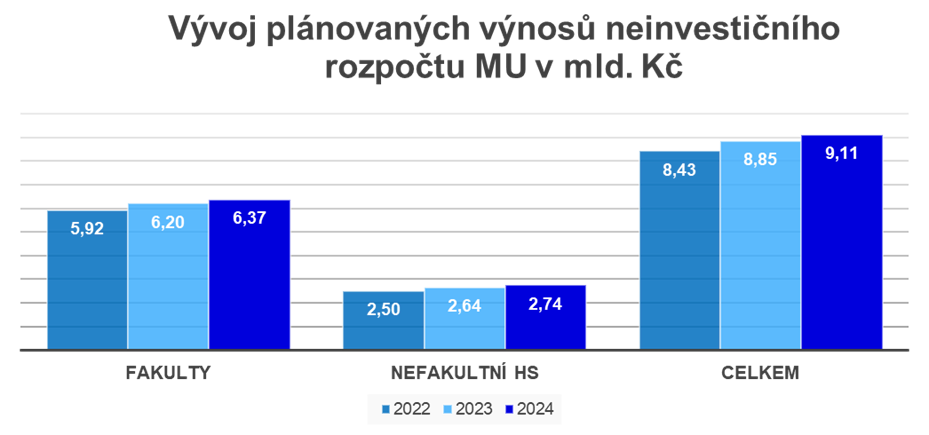 Vývoj plánovaných výnosů neinvestičního
rozpočtu MU v mld. Kč
5,92
6,20
6,37
2,50
2,64
2,74
8,43
8,85
9,11
FAKULTY
NEFAKULTNÍ HS
CELKEM
2022
2023
2024